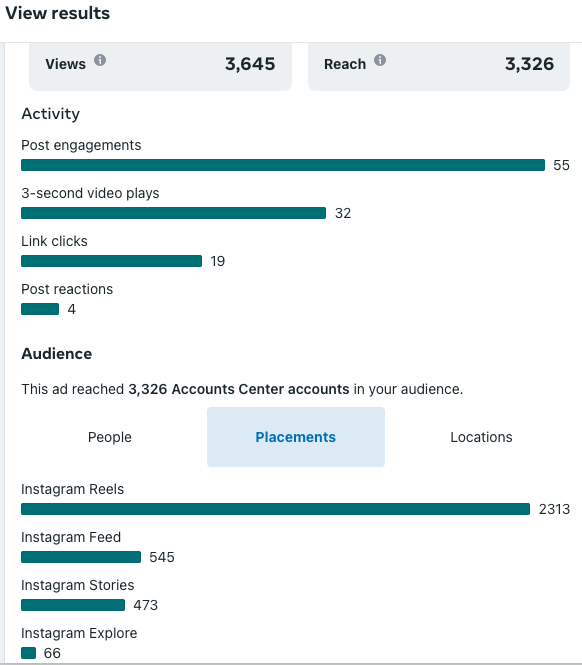 View results
Views 3,645 Reach 3,326
Activity
Post engagements
55
3-second video plays
32
Link clicks
19
Post reactions
4
Audience
This ad reached 3,326 Accounts Center accounts in your audience.
People Placements Locations
Instagram Reels
2313
Instagram Feed
545
Instagram Stories
473
Instagram Explore
66